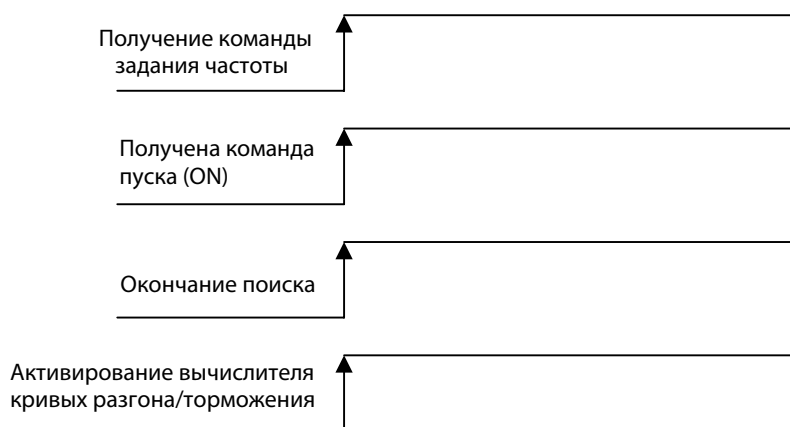 Получение команды
задания частоты
Получена команда
пуска (ON)
Окончание поиска
Активирование вычислителя
кривых разгона/торможения